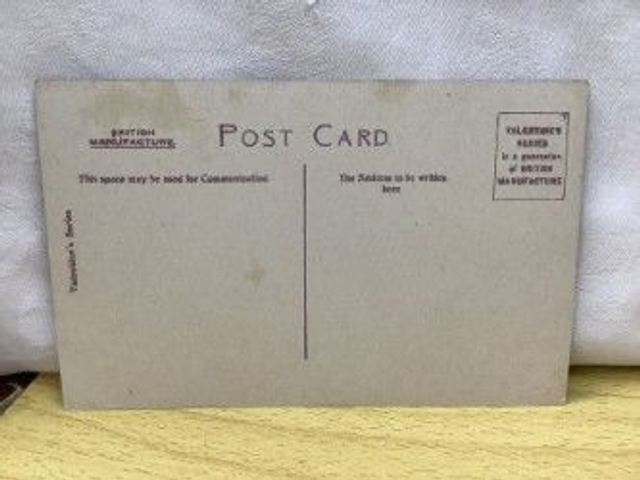 BRITISH
MANUFACTURE.
POST CARD
VALENTINE'S
SERIES
is a guarantee
of BRITISH
MANUFACTURE
This space may be used for Communication
The Address to be written
here
Valentine's Series